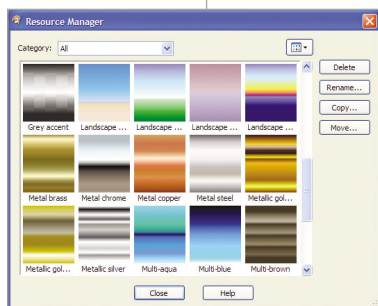 Resource Manager
Category: All
Delete
Rename...
Copy...
Move...
Grey accent Landscape ... Landscape ... Landscape ... Landscape ...
Metal brass Metal chrome Metal copper Metal steel Metallic gol...
Metallic gol... Metallic silver Multi-aqua Multi-blue Multi-brown
Close Help